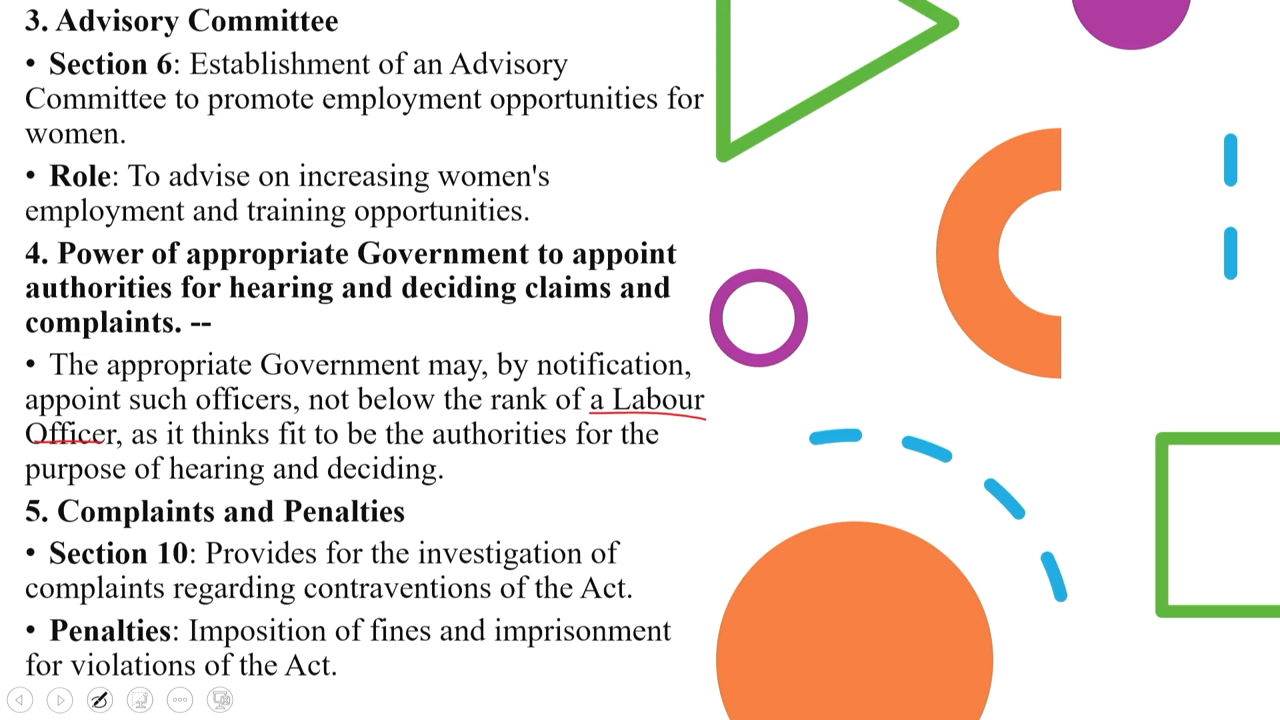 3. Advisory Committee
• Section 6: Establishment of an Advisory
Committee to promote employment opportunities for
women.
• Role: To advise on increasing women's
employment and training opportunities.
4. Power of appropriate Government to appoint
authorities for hearing and deciding claims and
complaints. --
• The appropriate Government may, by notification,
appoint such officers, not below the rank of a Labour
Officer, as it thinks fit to be the authorities for the
purpose of hearing and deciding.
5. Complaints and Penalties
• Section 10: Provides for the investigation of
complaints regarding contraventions of the Act.
• Penalties: Imposition of fines and imprisonment
for violations of the Act.